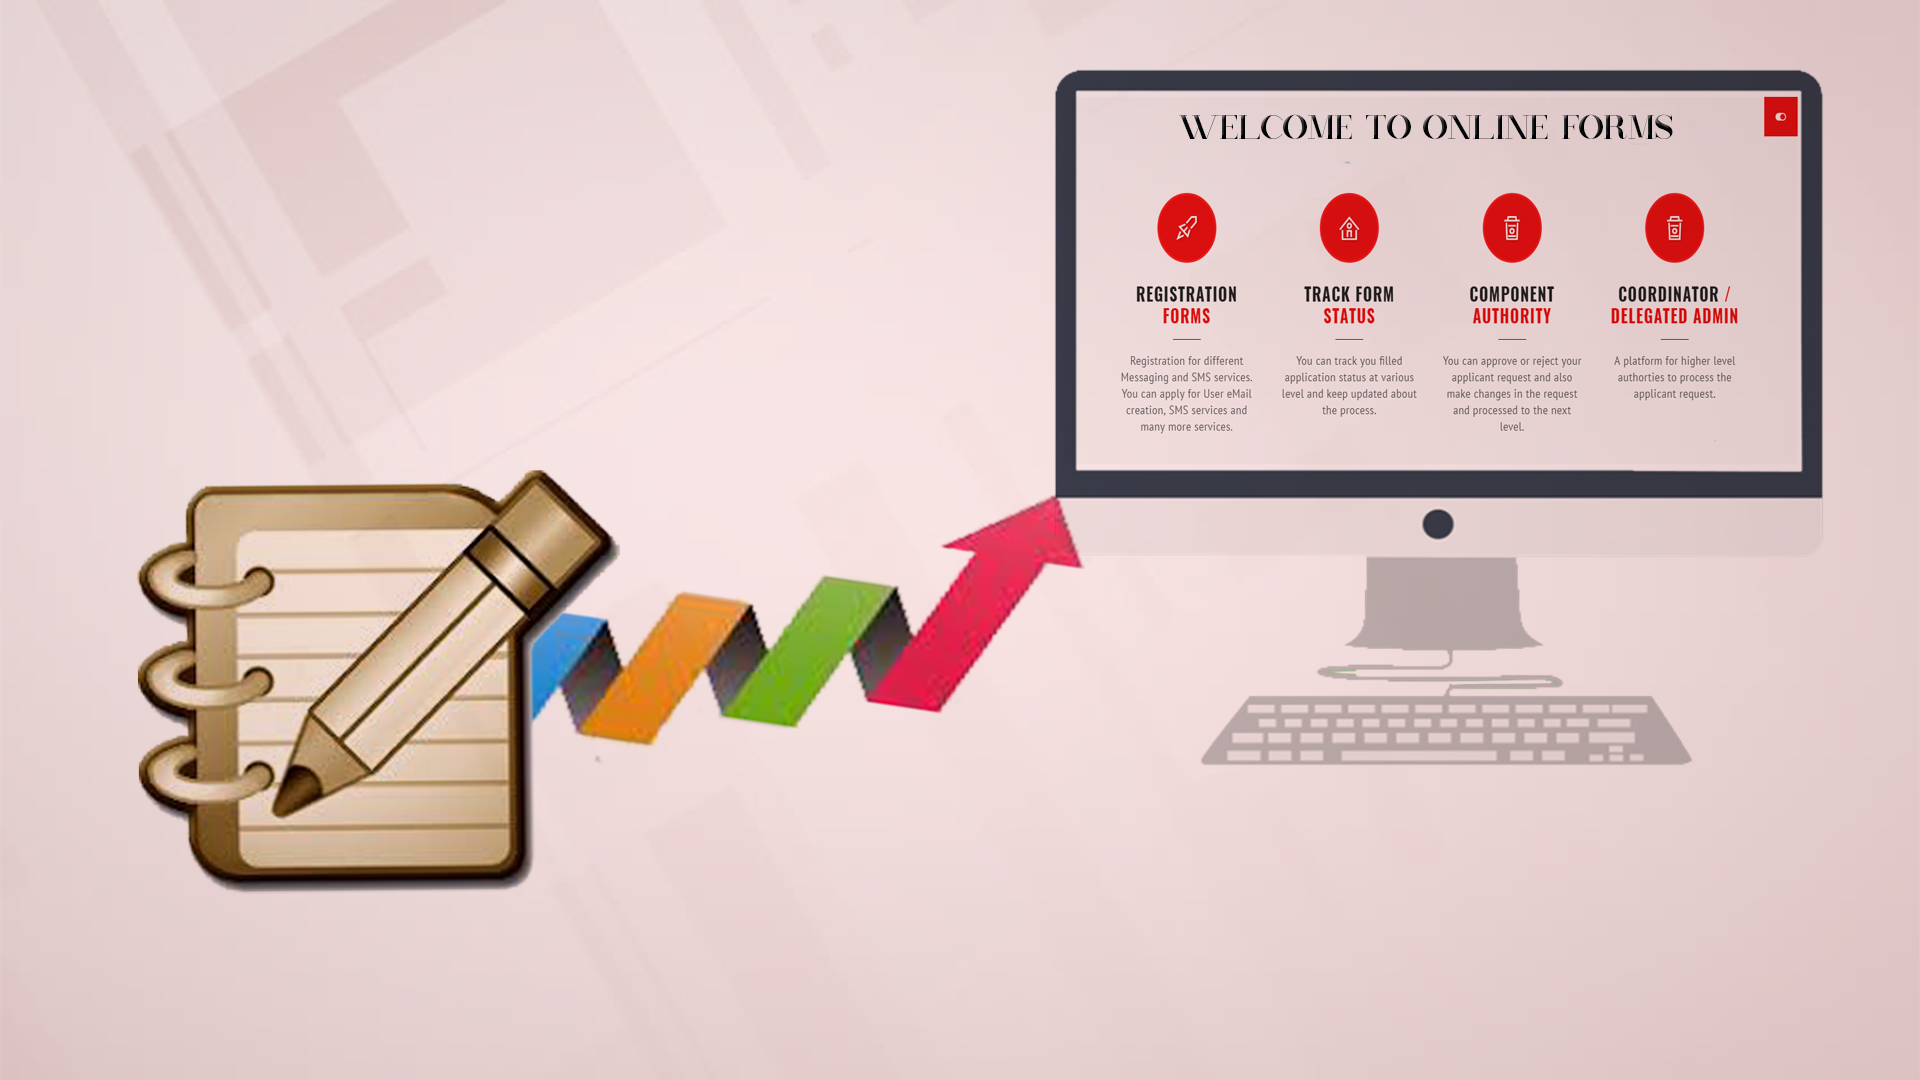 WELCOME TO ONLINE FORMS
REGISTRATION
FORMS
Registration for different
Messaging and SMS services.
You can apply for User eMail
creation, SMS services and
many more services.
TRACK FORM
STATUS
You can track you filled
application status at various
level and keep updated about
the process.
COMPONENT
AUTHORITY
You can approve or reject your
applicant request and also
make changes in the request
and processed to the next
level.
COORDINATOR /
DELEGATED ADMIN
A platform for higher level
authorties to process the
applicant request.